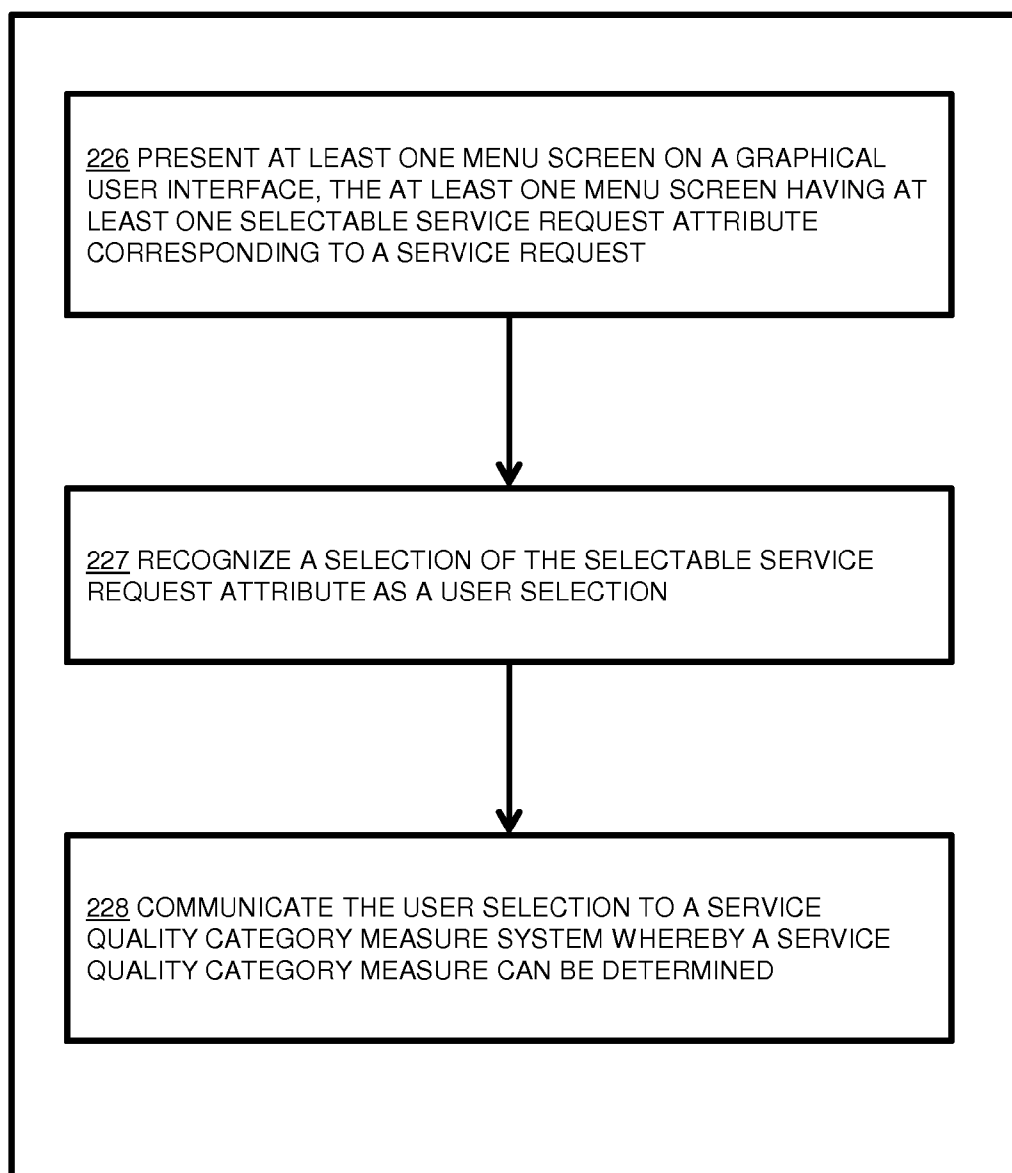 226 PRESENT AT LEAST ONE MENU SCREEN ON A GRAPHICAL
USER INTERFACE, THE AT LEAST ONE MENU SCREEN HAVING AT
LEAST ONE SELECTABLE SERVICE REQUEST ATTRIBUTE
CORRESPONDING TO A SERVICE REQUEST
227 RECOGNIZE A SELECTION OF THE SELECTABLE SERVICE
REQUEST ATTRIBUTE AS A USER SELECTION
228 COMMUNICATE THE USER SELECTION TO A SERVICE
QUALITY CATEGORY MEASURE SYSTEM WHEREBY A SERVICE
QUALITY CATEGORY MEASURE CAN BE DETERMINED